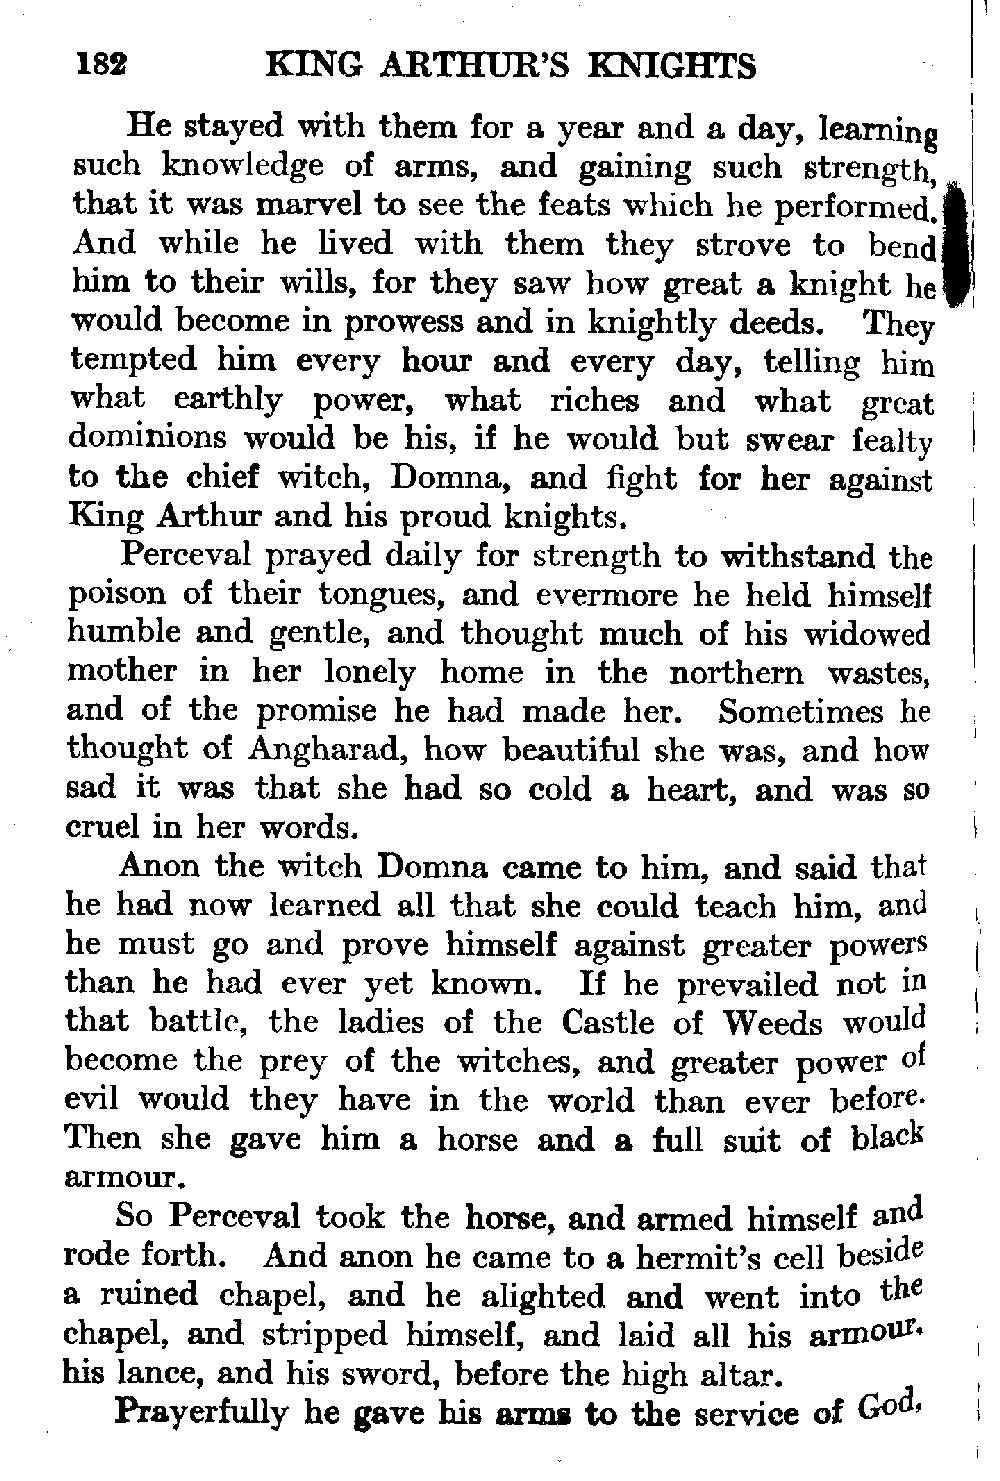 182 KING ARTHUR'S KNIGHTS
He stayed with them for a year and a day, learning
such knowledge of arms, and gaining such strength,
that it was marvel to see the feats which he performed.
And while he lived with them they strove to bend
him to their wills, for they saw how great a knight he
would become in prowess and in knightly deeds. They
tempted him every hour and every day, telling him
what earthly power, what riches and what great
dominions would be his, if he would but swear fealty
to the chief witch, Domna, and fight for her against
King Arthur and his proud knights.
Perceval prayed daily for strength to withstand the
poison of their tongues, and evermore he held himself
humble and gentle, and thought much of his widowed
mother in her lonely home in the northern wastes,
and of the promise he had made her. Sometimes he
thought of Angharad, how beautiful she was, and how
sad it was that she had so cold a heart, and was so
cruel in her words.
Anon the witch Domna came to him, and said that
he had now learned all that she could teach him, and
he must go and prove himself against greater powers
than he had ever yet known. If he prevailed not in
that battle, the ladies of the Castle of Weeds would
become the prey of the witches, and greater power of
evil would they have in the world than ever before.
Then she gave him a horse and a full suit of black
armour.
So Perceval took the horse, and armed himself and
rode forth. And anon he came to a hermit's cell beside
a ruined chapel, and he alighted and went into the
chapel, and stripped himself, and laid all his armour,
his lance, and his sword, before the high altar.
Prayerfully he gave his arms to the service of God,